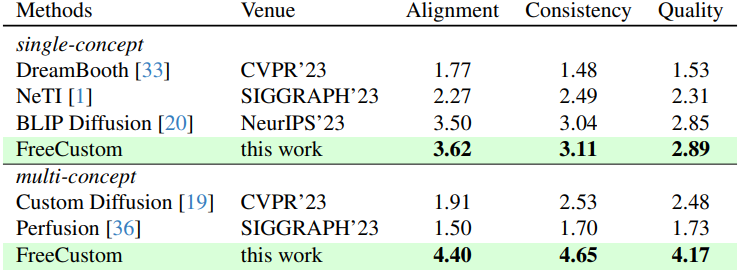 Methods Venue Alignment Consistency Quality
single-concept
DreamBooth [33] CVPR'23 1.77 1.48 1.53
NeTI [1] SIGGRAPH'23 2.27 2.49 2.31
BLIP Diffusion [20] NeurIPS'23 3.50 3.04 2.85
FreeCustom this work 3.62 3.11 2.89
multi-concept
Custom Diffusion [19] CVPR'23 1.91 2.53 2.48
Perfusion [36] SIGGRAPH'23 1.50 1.70 1.73
FreeCustom this work 4.40 4.65 4.17